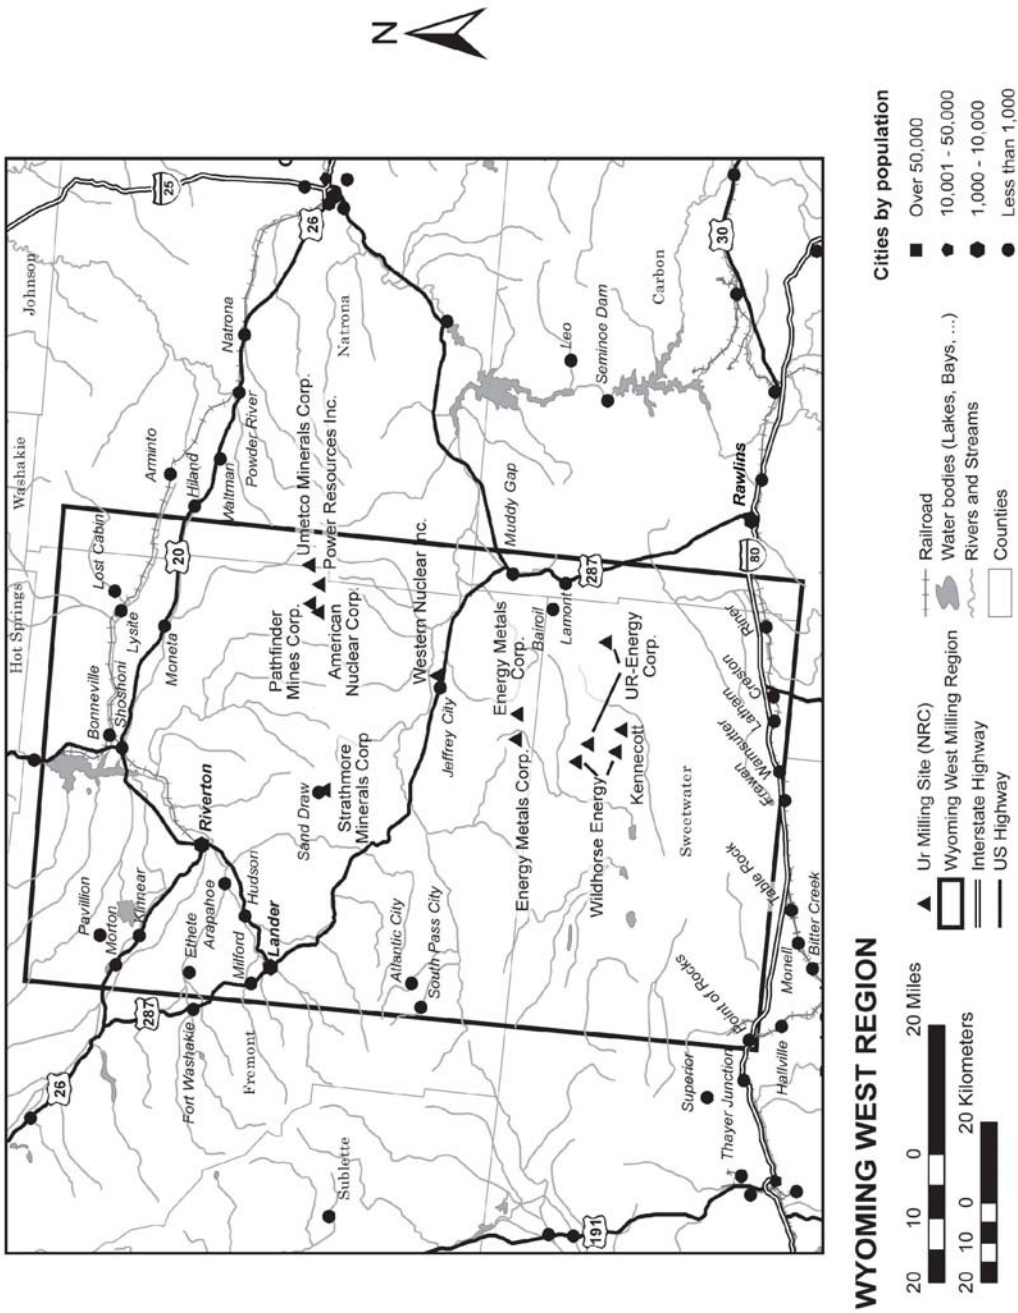 N
Johnson
Washakie
Hot Springs
25
26
Natrona
Natrona
Arminto
Hiland
Waltman
Powder River
Lost Cabin
20
Lysite
Moneta
Bonneville
Shoshoni
Umetco Minerals Corp.
Power Resources Inc.
Pathfinder
Mines Corp.
American
Nuclear Corp.
Western Nuclear Inc.
Riverton
Sand Draw
Strathmore
Minerals Corp
Jeffrey City
Pavillion
Morton
Kinnear
Ethete
Arapahoe
Hudson
Milford
Lander
287
Fort Washakie
Fremont
26
Atlantic City
South Pass City
Sublette
Muddy Gap
Energy Metals
Corp.
Energy Metals Corp.
Bairoil
Lamont
287
UR-Energy
Corp.
Wildhorse Energy
Kennecott
Sweetwater
Leo
Seminoe Dam
Carbon
30
Rawlins
80
Riner
Creston
Latham
Wamsutter
Frewen
Table Rock
Bitter Creek
Monell
Point of Rocks
Hallville
Thayer Junction
Superior
191
WYOMING WEST REGION
20 10 0 20 Miles
20 10 0 20 Kilometers
Ur Milling Site (NRC)
Wyoming West Milling Region
Interstate Highway
US Highway
Railroad
Water bodies (Lakes, Bays, ...)
Rivers and Streams
Counties
Cities by population
Over 50,000
10,001 - 50,000
1,000 - 10,000
Less than 1,000